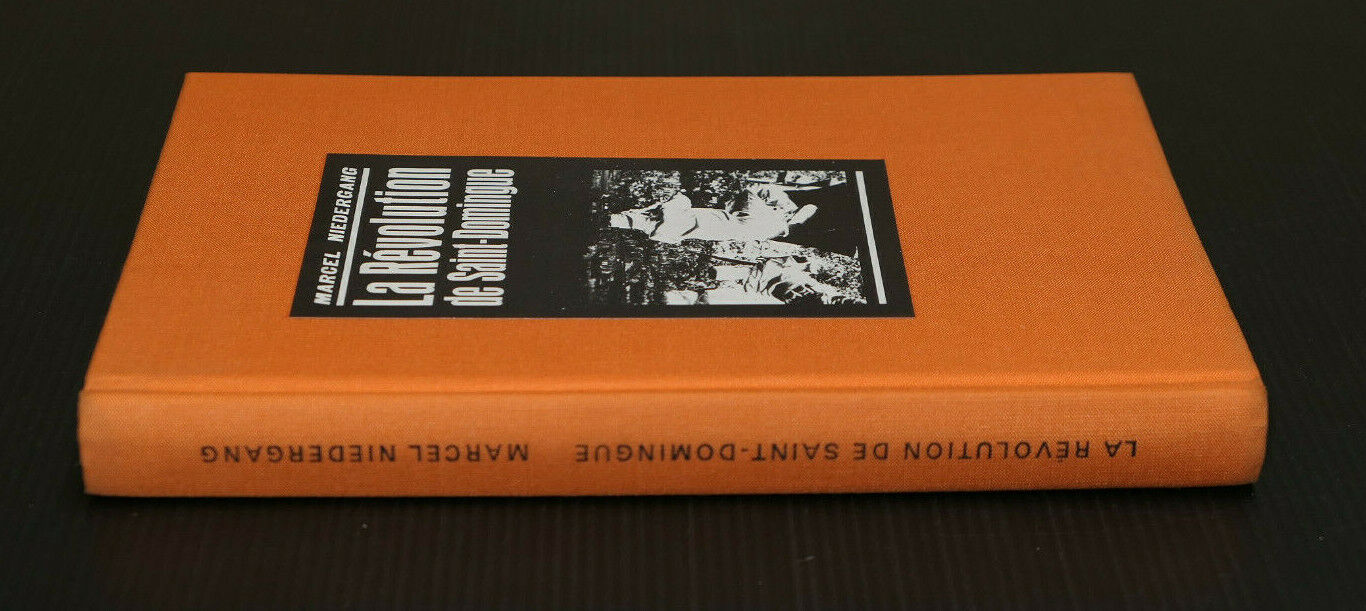 MARCEL NIEDERGANG
La Révolution
de Saint-Domingue
LA RÉVOLUTION DE SAINT-DOMINGUE MARCEL NIEDERGANG